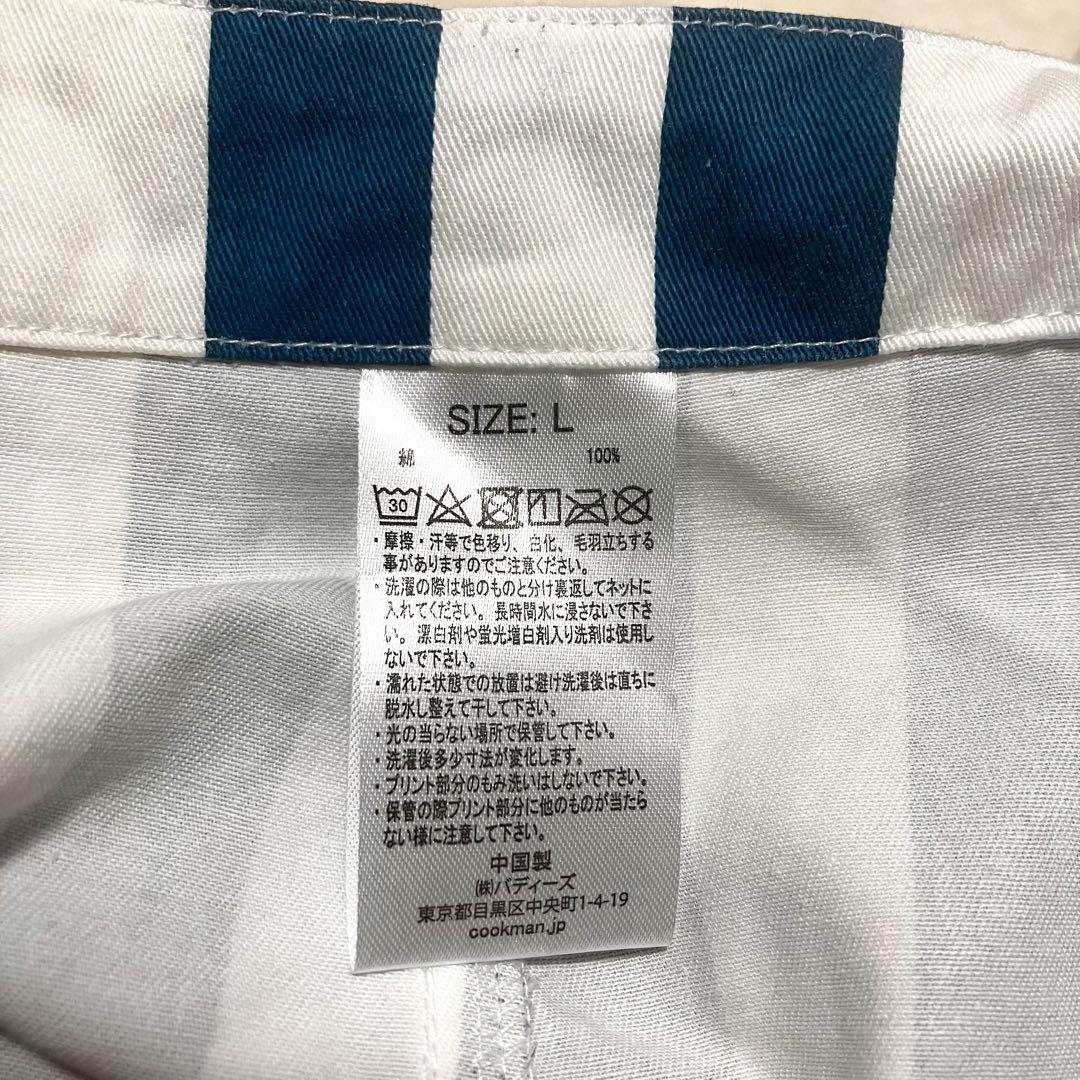 SIZE: L
綿 100%
30
・摩擦・汗等で色移り、白化、毛羽立ちする
事がありますのでご注意ください。
・洗濯の際は他のものと分け裏返してネットに
入れてください。長時間水に浸さないで下さ
い。漂白剤や蛍光増白剤入り洗剤は使用し
ないで下さい。
・濡れた状態での放置は避け洗濯後は直ちに
脱水し整えて干して下さい。
・光の当らない場所で保管して下さい。
・洗濯後多少寸法が変化します。
・プリント部分のもみ洗いはしないで下さい。
・保管の際プリント部分に他のものが当たら
ない様に注意して下さい。
中国製
㈱バディーズ
東京都目黒区中央町1-4-19
cookman.jp